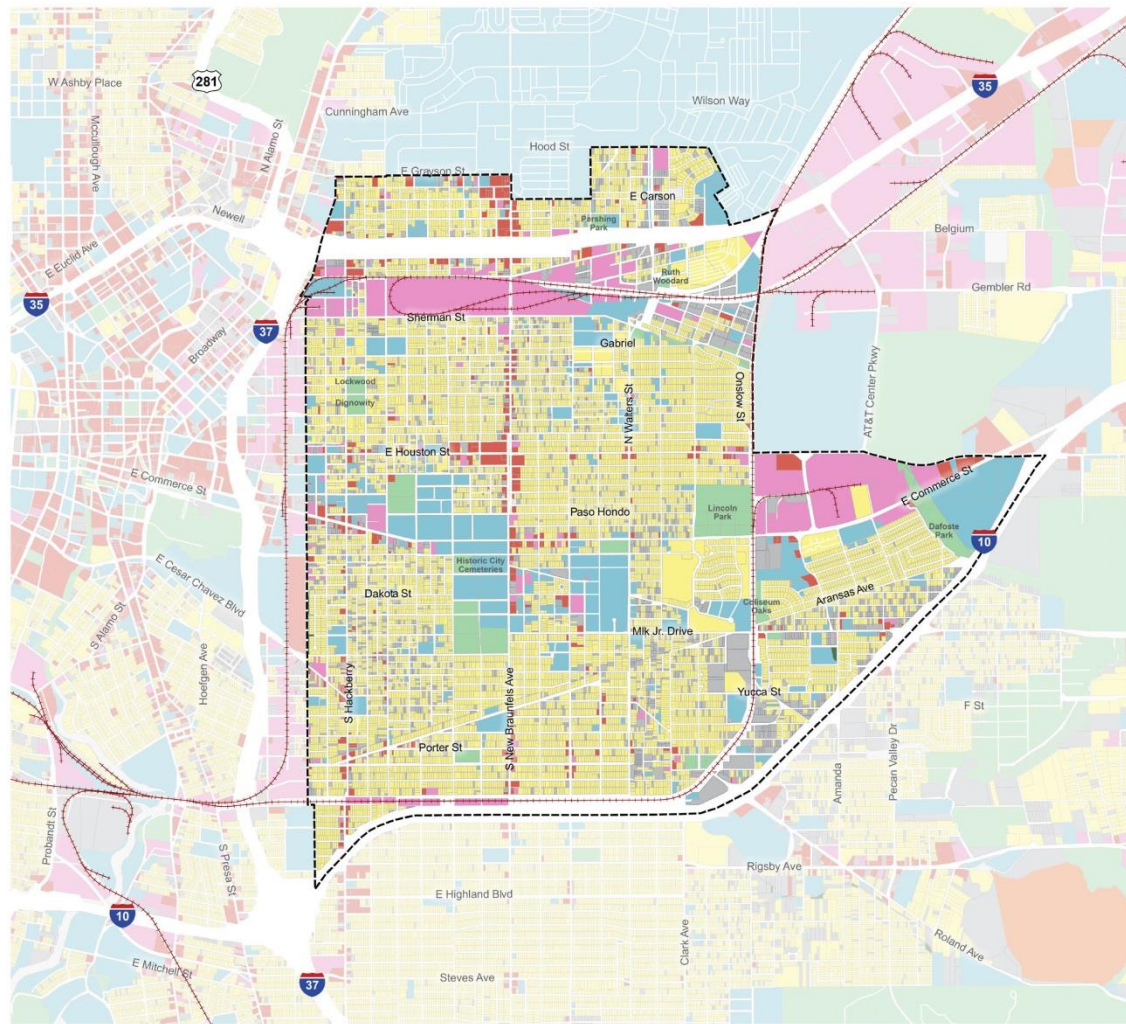 W Ashby Place
281
Cunningham Ave
Wilson Way
35
Mccullough Ave
N Alamo St
Hood St
E Grayson St
E Carson
Newell
Pershing
Park
Belgium
E Euclid Ave
Ruth
Woodard
Gembler Rd
35
37
Sherman St
Broadway
Gabriel
Lockwood
Dignowity
N Walters St
Onslow St
AT&T Center Pkwy
E Houston St
E Commerce St
E Commerce St
Paso Hondo
Lincoln
Park
Dafoste
Park
10
Historic City
Cemeteries
E Cesar Chavez Blvd
Dakota St
Coliseum
Oaks
Aransas Ave
S Alamo St
Mlk Jr. Drive
Hoefgen Ave
S Hackberry
S New Braunfels Ave
Yucca St
F St
Porter St
Amanda
Pecan Valley Dr
Probandt St
S Presa St
Rigsby Ave
E Highland Blvd
10
Clark Ave
Roland Ave
E Mitchell St
Steves Ave
37